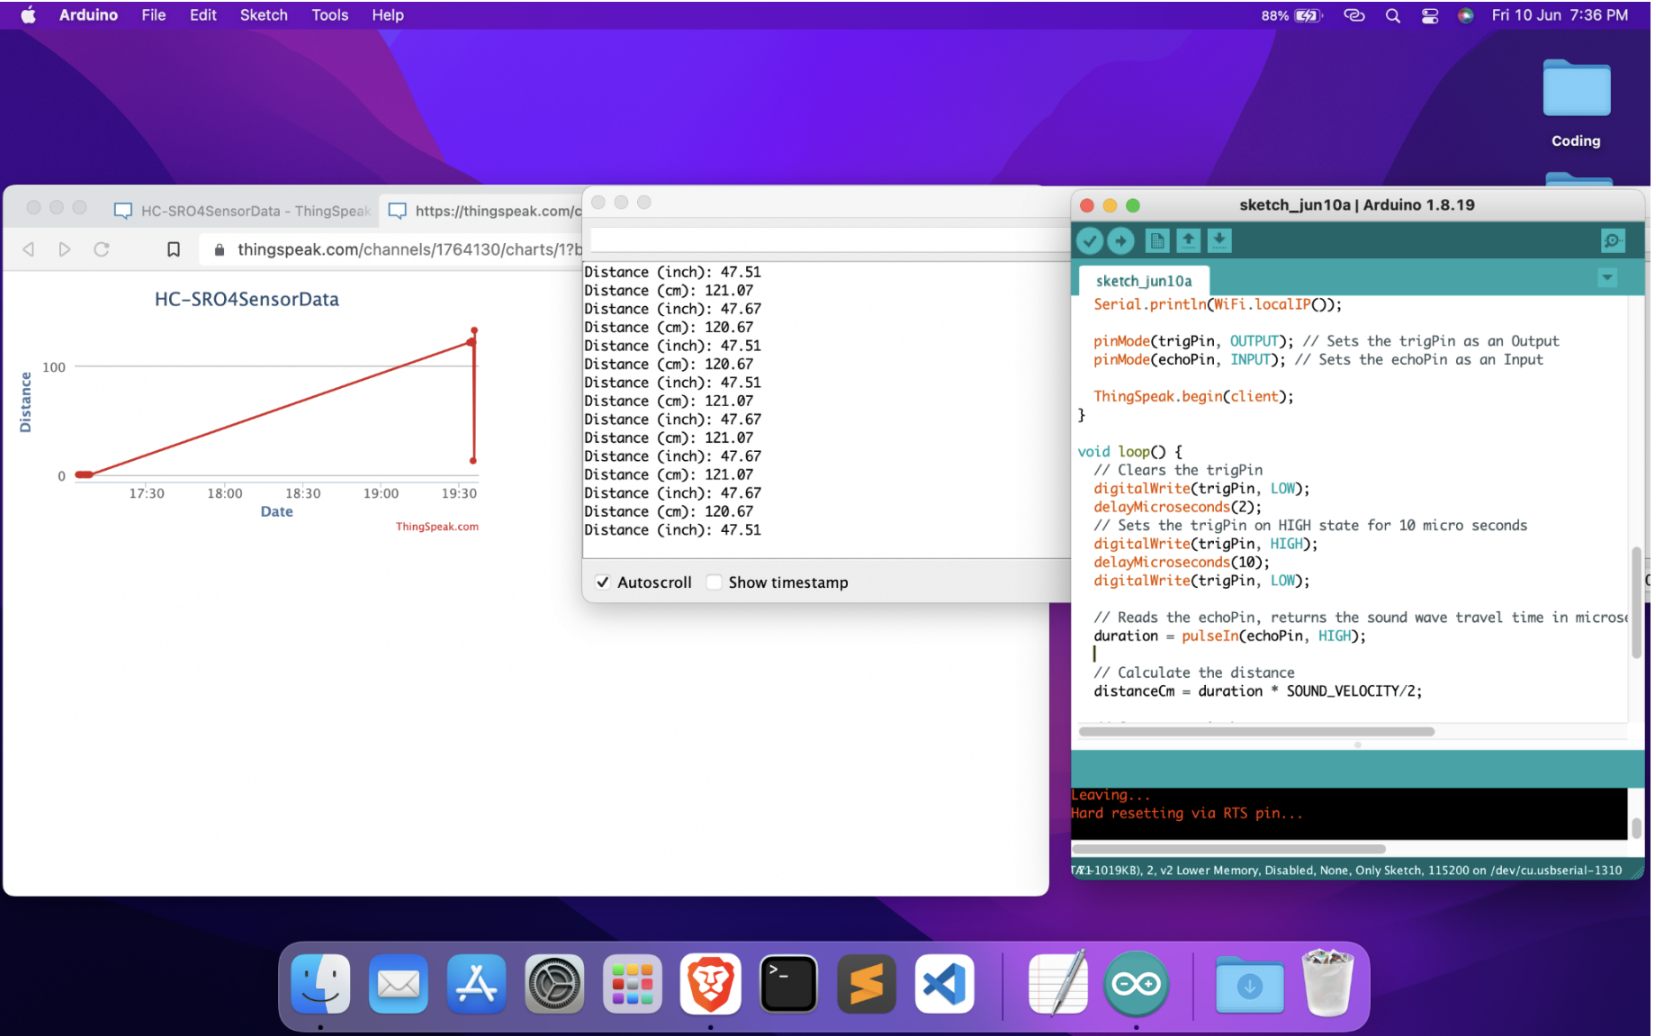 Arduino File Edit Sketch Tools Help
88% Fri 10 Jun 7:36 PM
Coding
HC-SRO4SensorData - ThingSpeak
https://thingspeak.com/c
thingspeak.com/channels/1764130/charts/1?b
HC-SRO4SensorData
100
0
Distance
17:30 18:00 18:30 19:00 19:30
Date
ThingSpeak.com
Distance (inch): 47.51
Distance (cm): 121.07
Distance (inch): 47.67
Distance (cm): 120.67
Distance (inch): 47.51
Distance (cm): 120.67
Distance (inch): 47.51
Distance (cm): 121.07
Distance (inch): 47.67
Distance (cm): 121.07
Distance (inch): 47.67
Distance (cm): 121.07
Distance (inch): 47.67
Distance (cm): 120.67
Distance (inch): 47.51
Autoscroll Show timestamp
sketch_jun10a | Arduino 1.8.19
sketch_jun10a
Serial.println(WiFi.localIP());
pinMode(trigPin, OUTPUT); // Sets the trigPin as an Output
pinMode(echoPin, INPUT); // Sets the echoPin as an Input
ThingSpeak.begin(client);
}
void loop() {
// Clears the trigPin
digitalWrite(trigPin, LOW);
delayMicroseconds(2);
// Sets the trigPin on HIGH state for 10 micro seconds
digitalWrite(trigPin, HIGH);
delayMicroseconds(10);
digitalWrite(trigPin, LOW);
// Reads the echoPin, returns the sound wave travel time in microse
duration = pulseIn(echoPin, HIGH);
// Calculate the distance
distanceCm = duration * SOUND_VELOCITY/2;
Leaving...
Hard resetting via RTS pin...
1019KB), 2, v2 Lower Memory, Disabled, None, Only Sketch, 115200 on /dev/cu.usbserial-1310